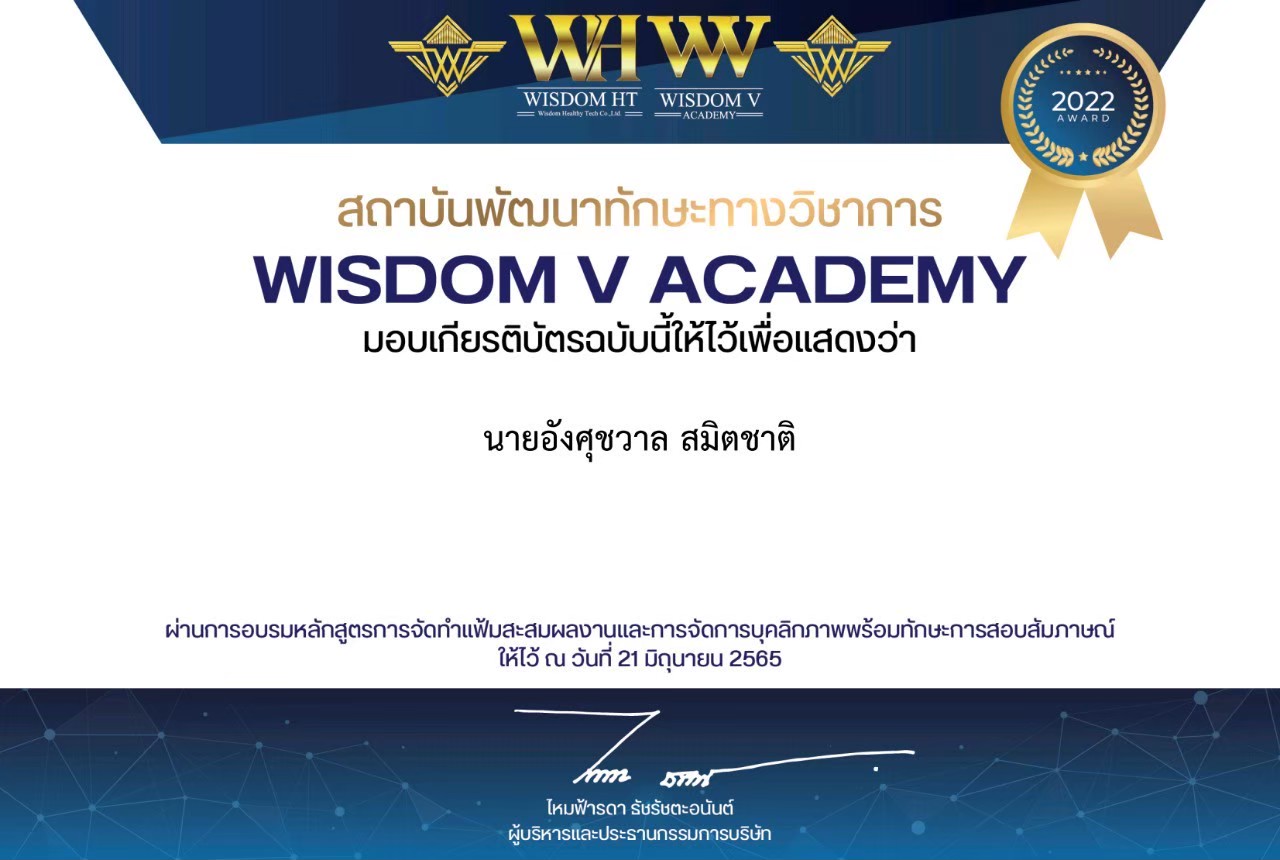 WH WV
WISDOM HT WISDOM V
Wisdom Healthy Tech Co.,Ltd. ACADEMY
2022
AWARD
สถาบันพัฒนาทักษะทางวิชาการ
WISDOM V ACADEMY
มอบเกียรติบัตรฉบับนี้ให้ไว้เพื่อแสดงว่า
นายอังศุชวาล สมิตชาติ
ผ่านการอบรมหลักสูตรการจัดทำแฟ้มสะสมผลงานและการจัดการบุคลิกภาพพร้อมทักษะการสอบสัมภาษณ์
ให้ไว้ ณ วันที่ 21 มิถุนายน 2565
ไหมฟ้ารดา ธัชรัชตะอนันต์
ผู้บริหารและประธานกรรมการบริษัท